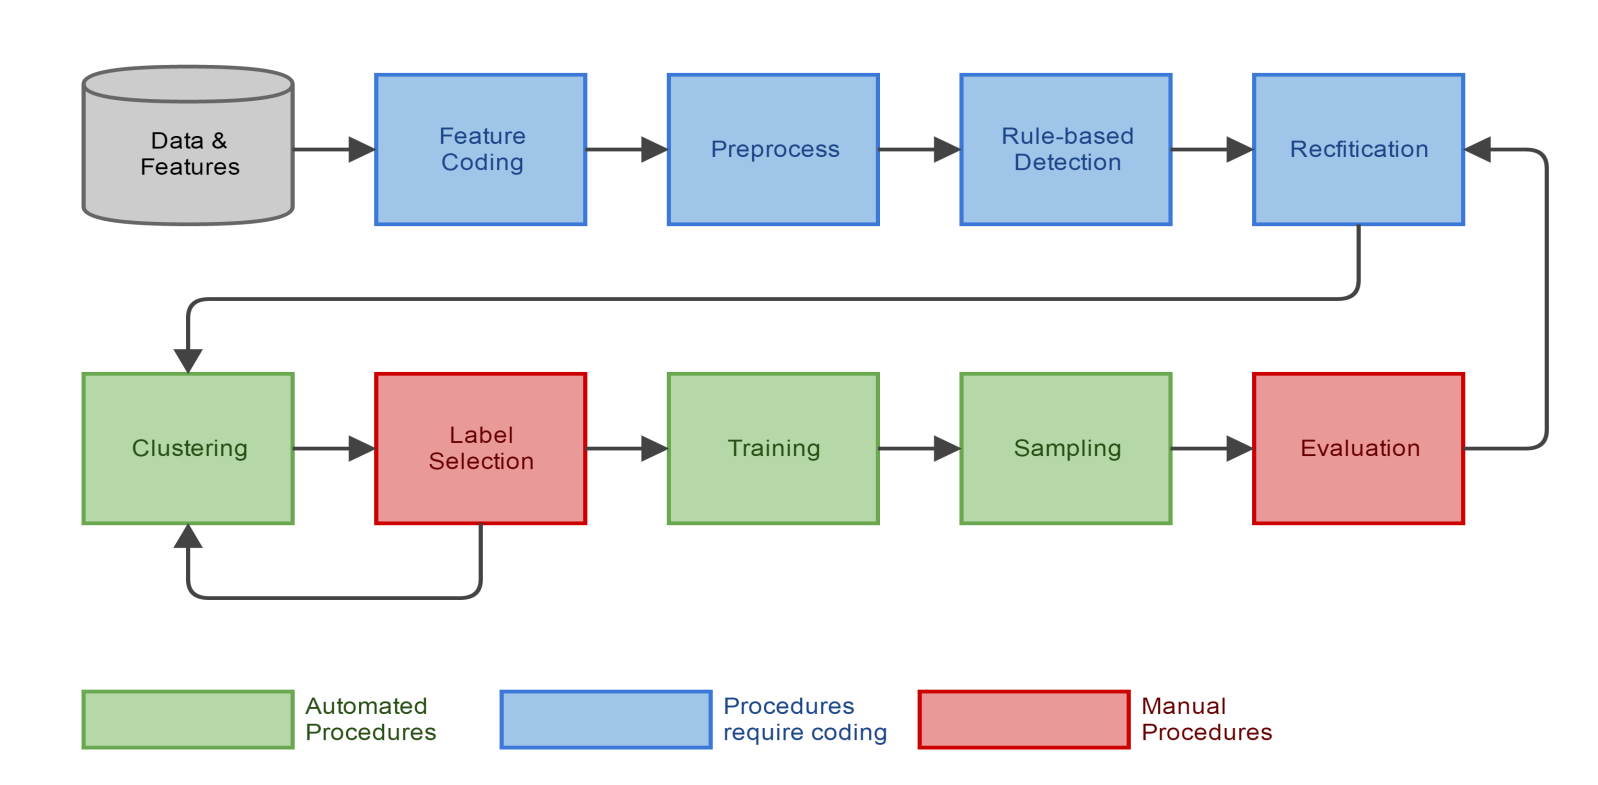 Data &
Features
Feature
Coding
Preprocess
Rule-based
Detection
Recfitication
Clustering
Label
Selection
Training
Sampling
Evaluation
Automated
Procedures
Procedures
require coding
Manual
Procedures